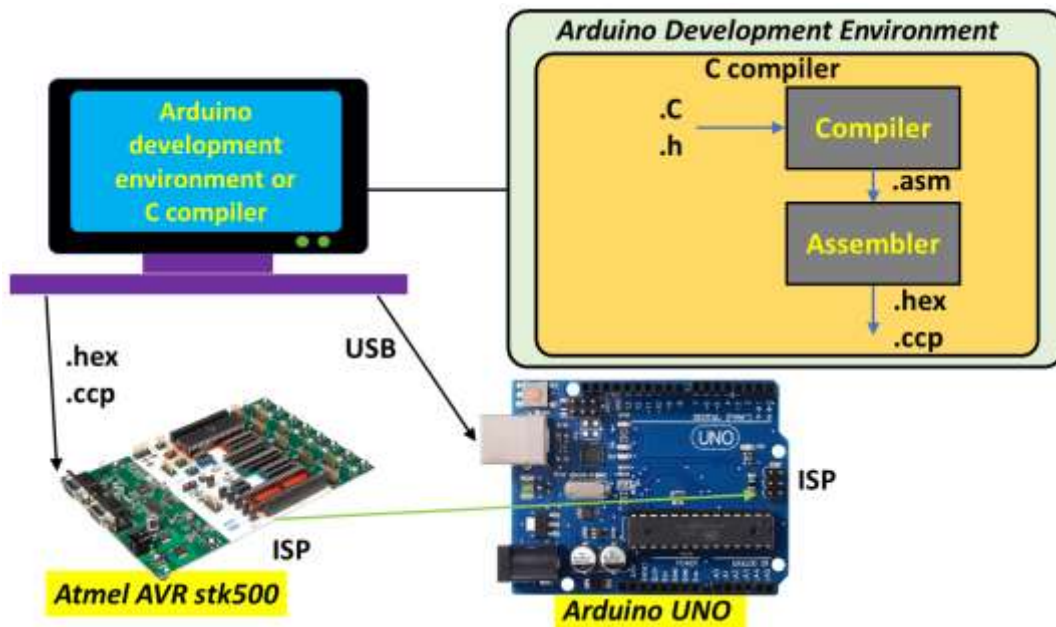 Arduino Development Environment
C compiler
.C
.h
Compiler
.asm
Assembler
.hex
.ccp
Arduino
development
environment or
C compiler
.hex
.ccp
USB
UNO
ISP
ISP
Atmel AVR stk500
Arduino UNO